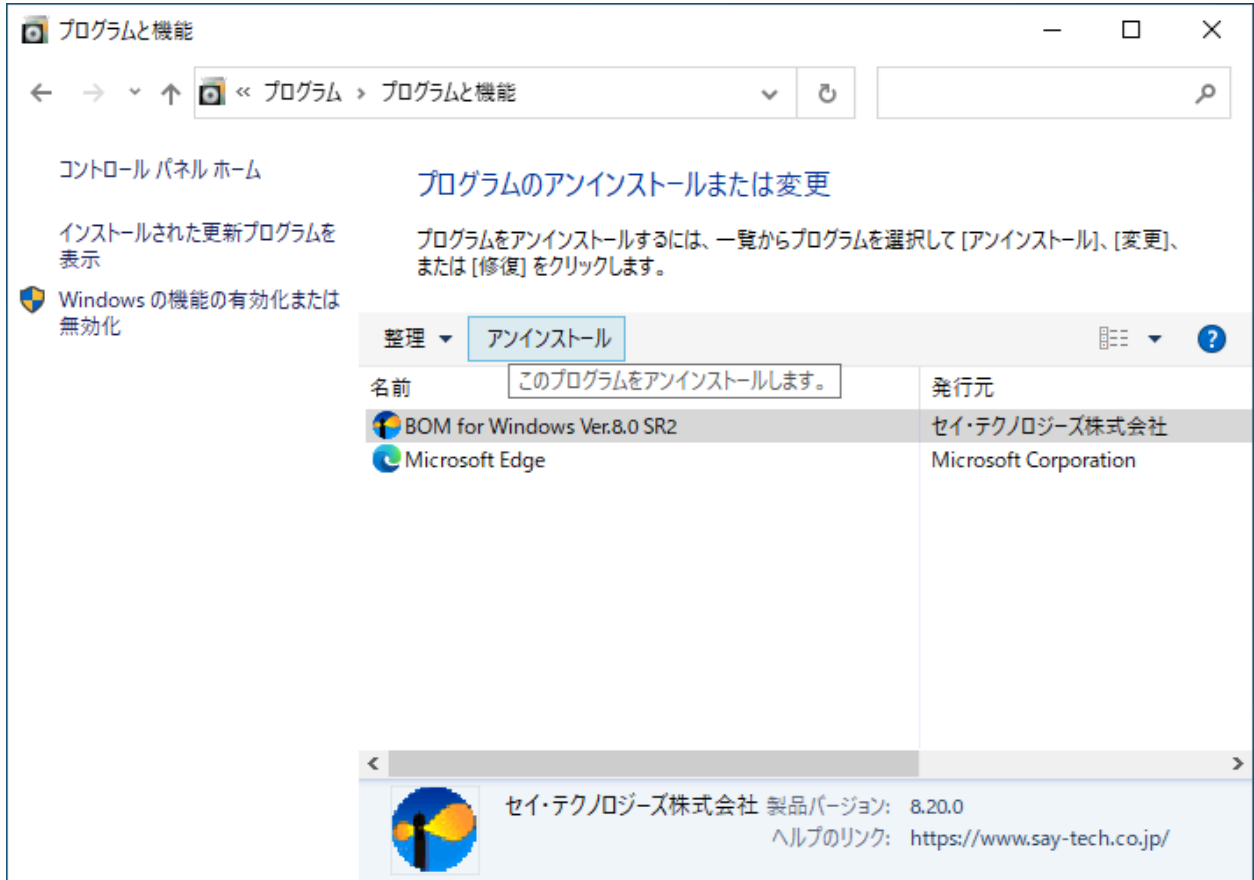 プログラムと機能
« プログラム › プログラムと機能
コントロール パネル ホーム
インストールされた更新プログラムを
表示
Windows の機能の有効化または
無効化
プログラムのアンインストールまたは変更
プログラムをアンインストールするには、一覧からプログラムを選択して [アンインストール]、[変更]、
または [修復] をクリックします。
整理 アンインストール
このプログラムをアンインストールします。
名前 発行元
BOM for Windows Ver.8.0 SR2 セイ・テクノロジーズ株式会社
Microsoft Edge Microsoft Corporation
セイ・テクノロジーズ株式会社 製品バージョン: 8.20.0
ヘルプのリンク: https://www.say-tech.co.jp/